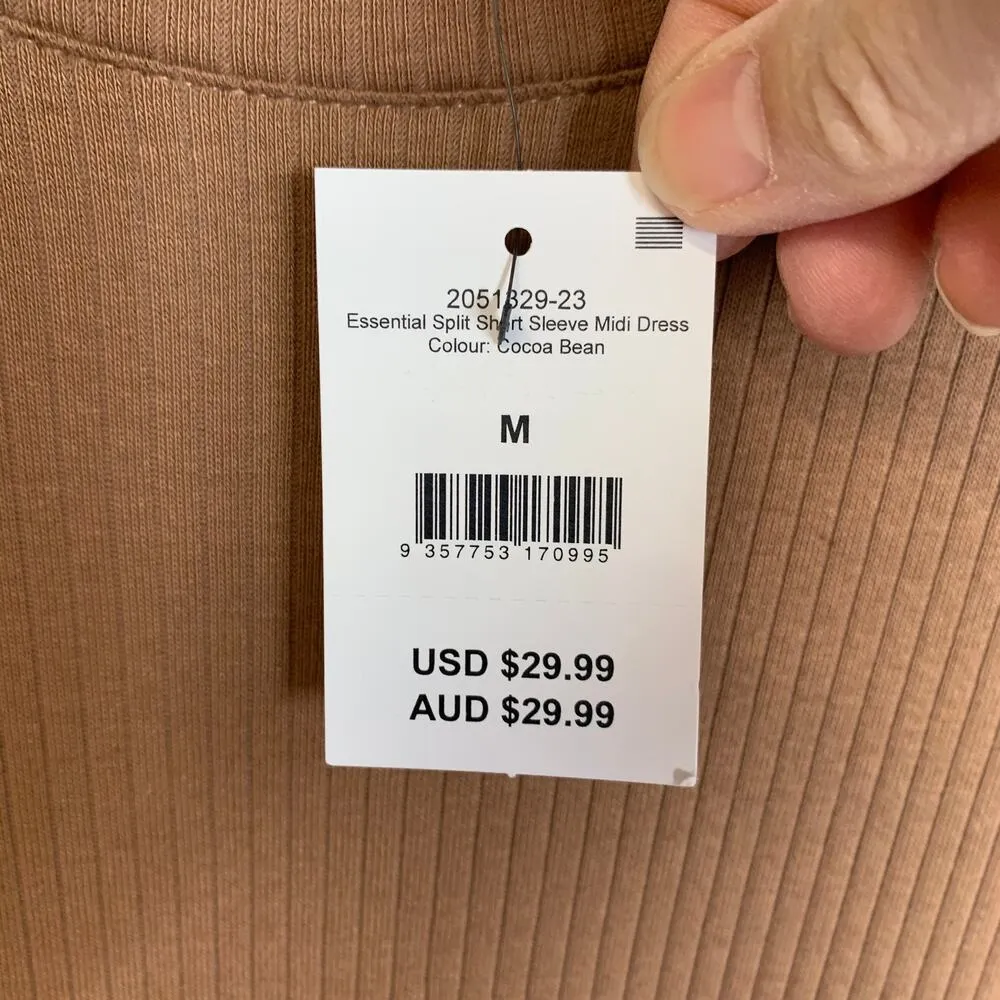 2051329-23
Essential Split Short Sleeve Midi Dress
Colour: Cocoa Bean
M
9 357753 170995
USD $29.99
AUD $29.99